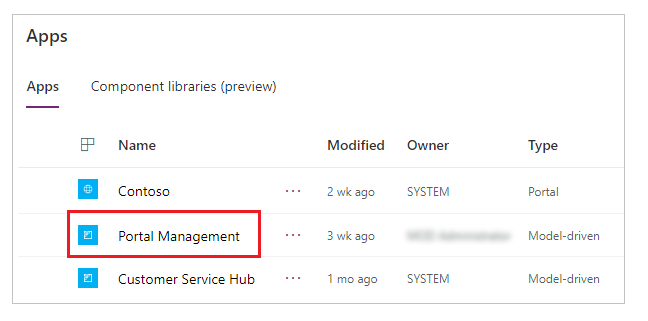 Apps
Apps Component libraries (preview)
Name Modified Owner Type
Contoso ... 2 wk ago SYSTEM Portal
Portal Management ... 3 wk ago Model-driven
Customer Service Hub ... 1 mo ago SYSTEM Model-driven